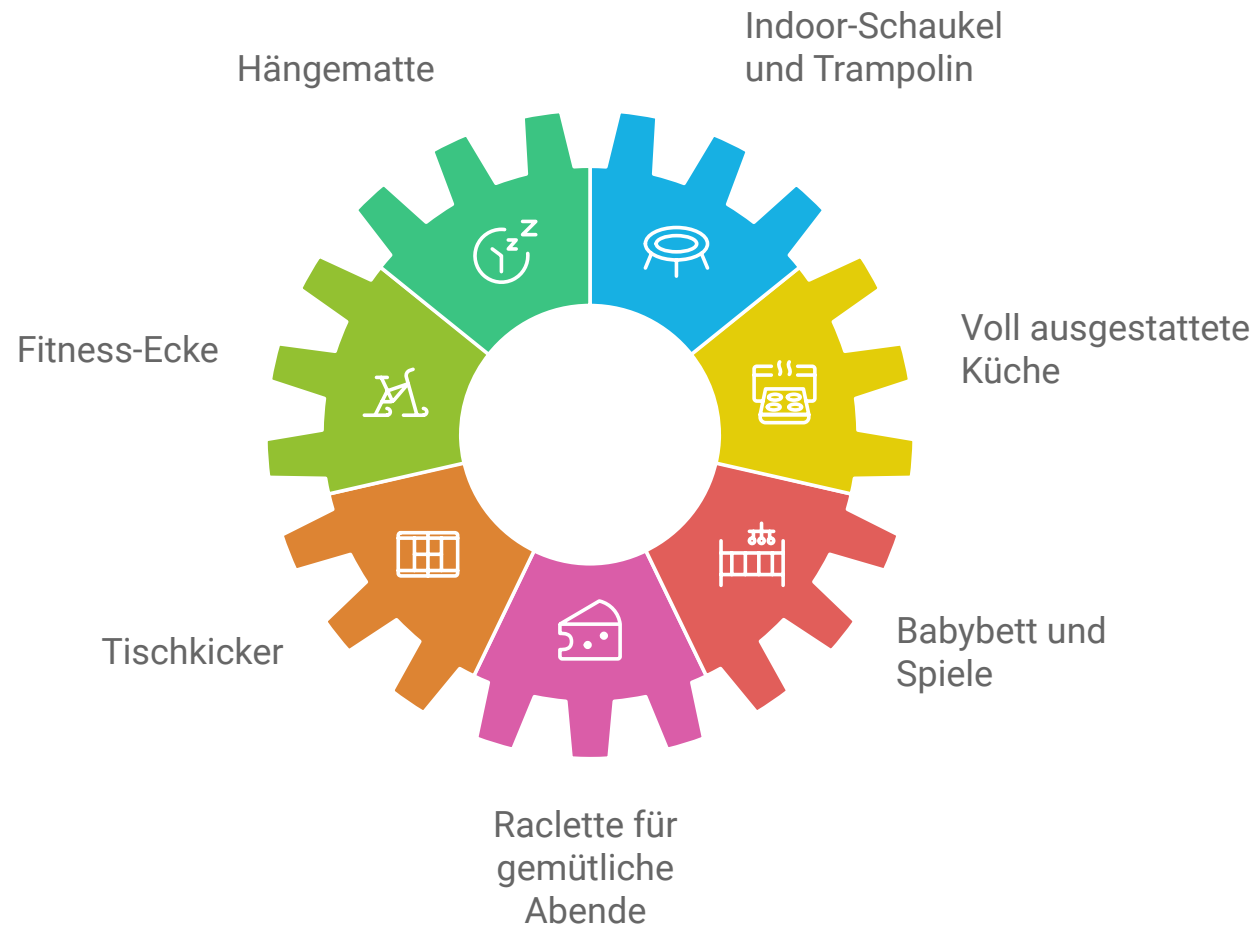 Indoor-Schaukel
und Trampolin
Hängematte
Voll ausgestattete
Küche
Fitness-Ecke
Babybett und
Spiele
Tischkicker
Raclette für
gemütliche
Abende